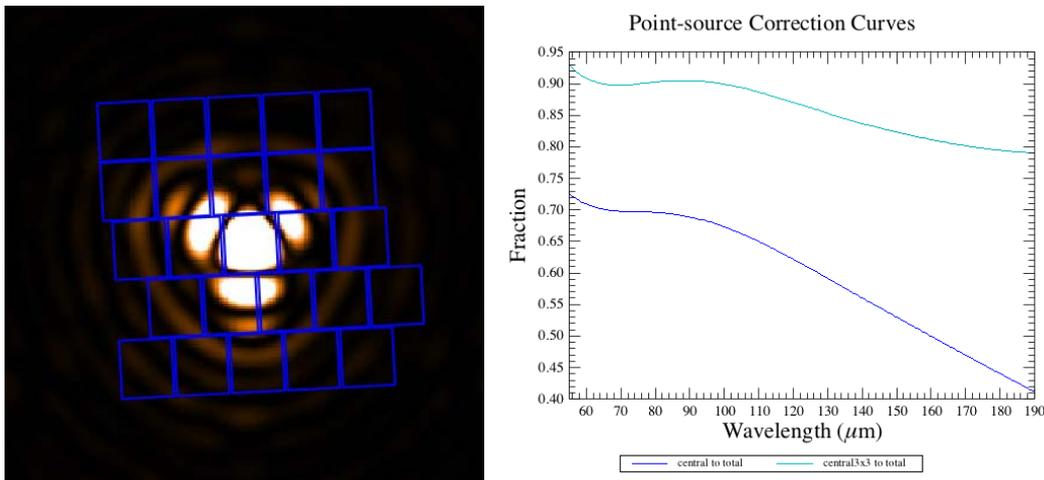 Point-source Correction Curves
0.95
0.90
0.85
0.80
0.75
0.70
0.65
0.60
0.55
0.50
0.45
0.40
Fraction
60 70 80 90 100 110 120 130 140 150 160 170 180 190
Wavelength (μm)
central to total central3x3 to total